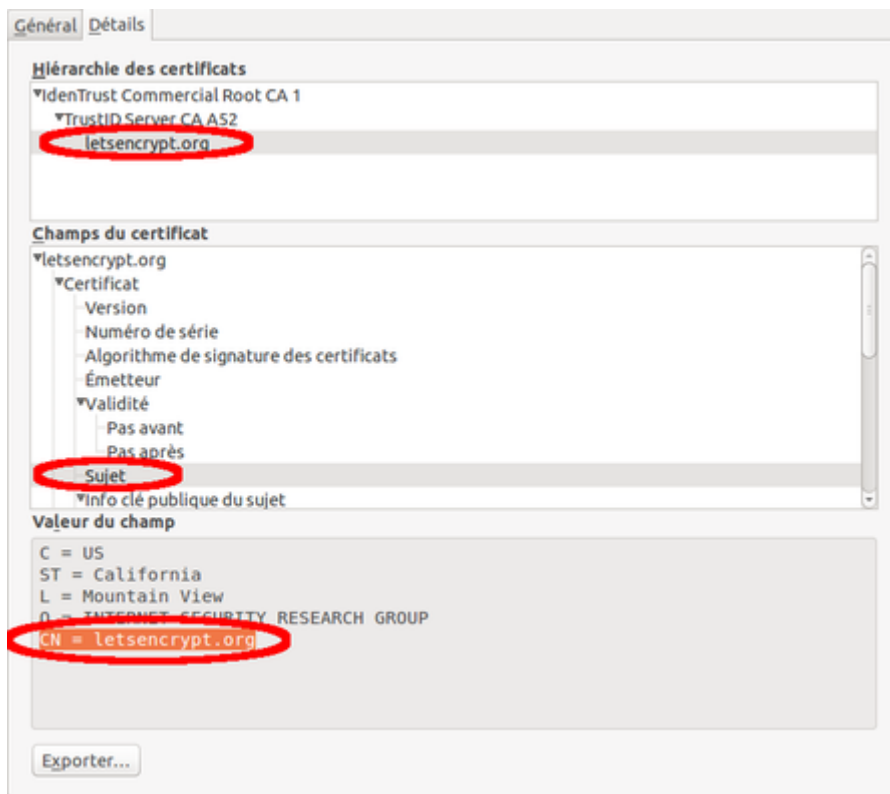 Général Détails
Hiérarchie des certificats
IdenTrust Commercial Root CA 1
TrustID Server CA A52
letsencrypt.org
Champs du certificat
letsencrypt.org
Certificat
Version
Numéro de série
Algorithme de signature des certificats
Émetteur
Validité
Pas avant
Pas après
Sujet
Info clé publique du sujet
Valeur du champ
C = US
ST = California
L = Mountain View
O = INTERNET SECURITY RESEARCH GROUP
CN = letsencrypt.org
Exporter...